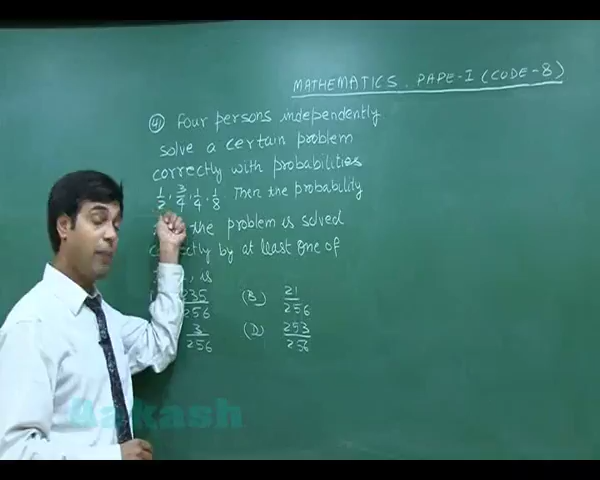 MATHEMATICS. PAPE-I (CODE-8)
(41) Four persons independently
solve a certain problem
correctly with probabilities
1/2, 3/4, 1/4, 1/8. Then the probability
the problem is solved
correctly by at least one of
is
235/256 (B) 21/256
3/256 (D) 253/256
Aakash